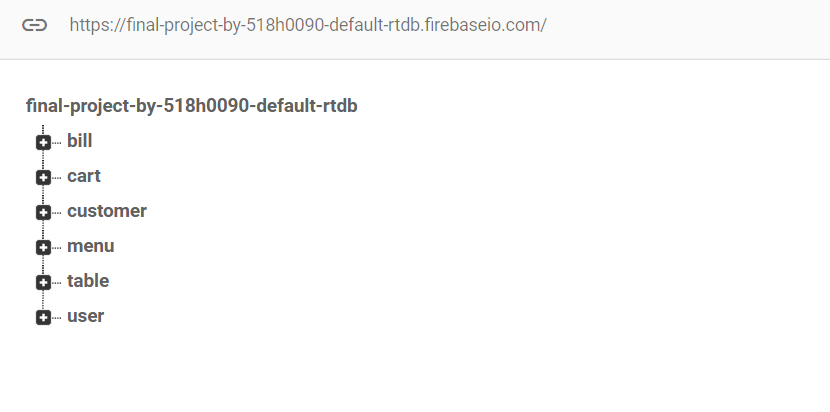 https://final-project-by-518h0090-default-rtdb.firebaseio.com/
final-project-by-518h0090-default-rtdb
bill
cart
customer
menu
table
user